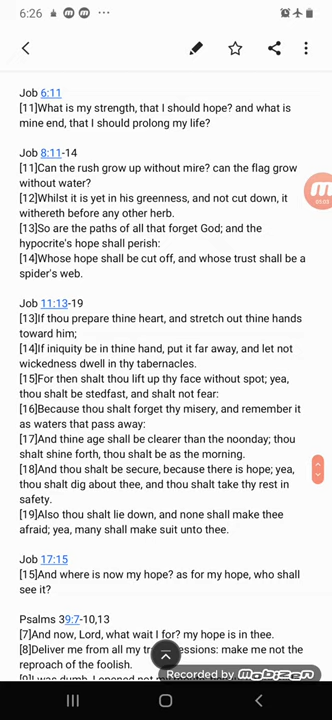 6:26
Job 6:11
[11]What is my strength, that I should hope? and what is
mine end, that I should prolong my life?
Job 8:11-14
[11]Can the rush grow up without mire? can the flag grow
without water?
[12]Whilst it is yet in his greenness, and not cut down, it
withereth before any other herb.
[13]So are the paths of all that forget God; and the
hypocrite's hope shall perish:
[14]Whose hope shall be cut off, and whose trust shall be a
spider's web.
Job 11:13-19
[13]If thou prepare thine heart, and stretch out thine hands
toward him;
[14]If iniquity be in thine hand, put it far away, and let not
wickedness dwell in thy tabernacles.
[15]For then shalt thou lift up thy face without spot; yea,
thou shalt be stedfast, and shalt not fear:
[16]Because thou shalt forget thy misery, and remember it
as waters that pass away:
[17]And thine age shall be clearer than the noonday; thou
shalt shine forth, thou shalt be as the morning.
[18]And thou shalt be secure, because there is hope; yea,
thou shalt dig about thee, and thou shalt take thy rest in
safety.
[19]Also thou shalt lie down, and none shall make thee
afraid; yea, many shall make suit unto thee.
Job 17:15
[15]And where is now my hope? as for my hope, who shall
see it?
Psalms 39:7-10,13
[7]And now, Lord, what wait I for? my hope is in thee.
[8]Deliver me from all my essions: make me not the
reproach of the foolish.
[9]I was dumb, I opened not
Recorded by Mobizen